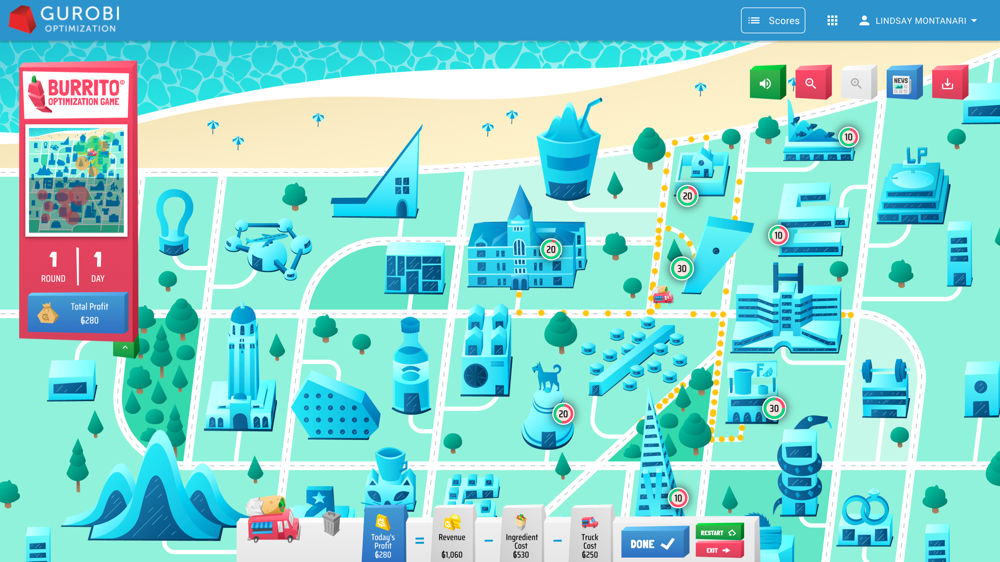 GUROBI
OPTIMIZATION
Scores
LINDSAY MONTANARI
BURRITO©
OPTIMIZATION GAME
NEWS
1
ROUND
1
DAY
Total Profit
$280
LP
10
20
10
20
30
F
30
20
10
Today's
Profit
$280
=
Revenue
$1,060
-
Ingredient
Cost
$530
-
Truck
Cost
$250
DONE
RESTART
EXIT